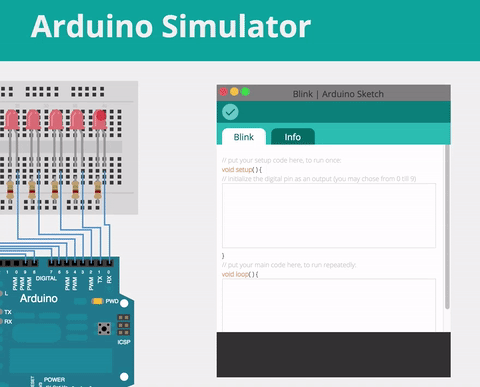 Arduino Simulator
Blink | Arduino Sketch
Blink
Info
// put your setup code here, to run once
void setup( ) {
// Initialize the digital pin as an output (you may chose from 0 till 9)
}
// put your main code here, to run repeatedly.
void loop( ) {
DIGITAL
PWM
PWM
PWM
PWM
PWM
TX
RX
L
Arduino
PWD
TX
RX
ICSP
RESET
POWER